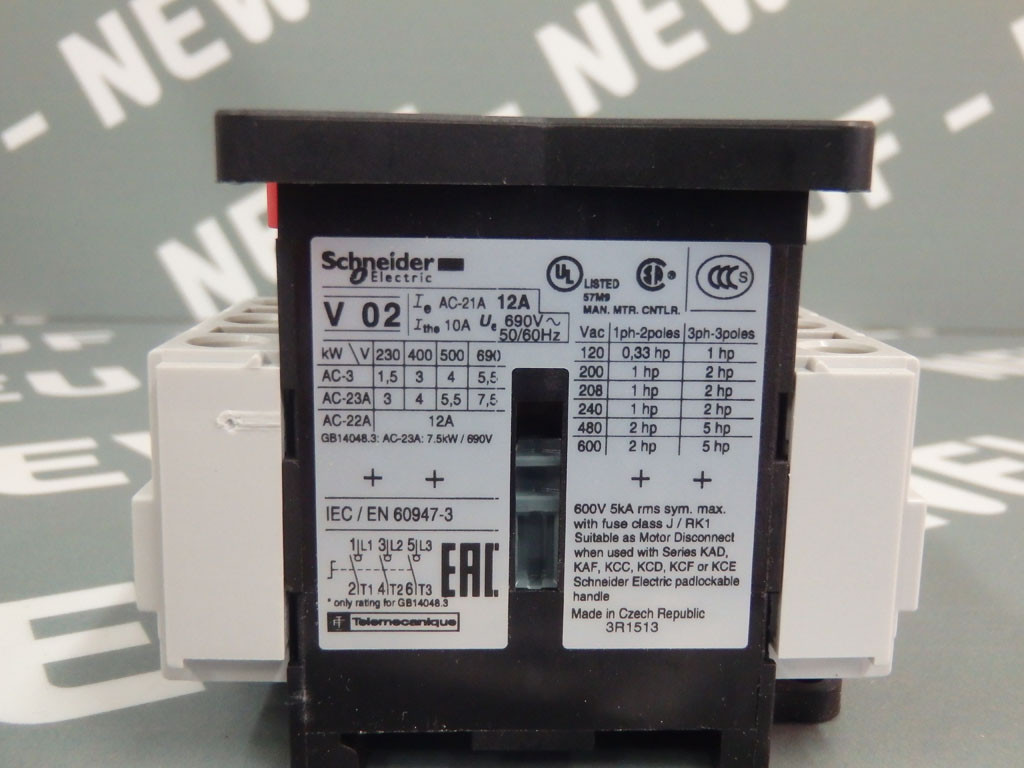 - NEW
- NEW OF -
NEW
Schneider
Electric
V 02
Ie AC-21A 12A
Ithe 10A Ue 690V~
50/60Hz
kW \ V 230 400 500 690
AC-3 1,5 3 4 5,5
AC-23A 3 4 5,5 7,5
AC-22A 12A
GB14048.3: AC-23A: 7.5kW / 690V
+ +
IEC / EN 60947-3
1 L1 3 L2 5 L3
2 T1 4 T2 6 T3
EAC
* only rating for GB14048.3
Telemecanique
UL LISTED
57M9
MAN. MTR. CNTLR.
CCC S
Vac 1ph-2poles 3ph-3poles
120 0,33 hp 1 hp
200 1 hp 2 hp
208 1 hp 2 hp
240 1 hp 2 hp
480 2 hp 5 hp
600 2 hp 5 hp
+ +
600V 5kA rms sym. max.
with fuse class J / RK1
Suitable as Motor Disconnect
when used with Series KAD,
KAF, KCC, KCD, KCF or KCE
Schneider Electric padlockable
handle
Made in Czech Republic
3R1513